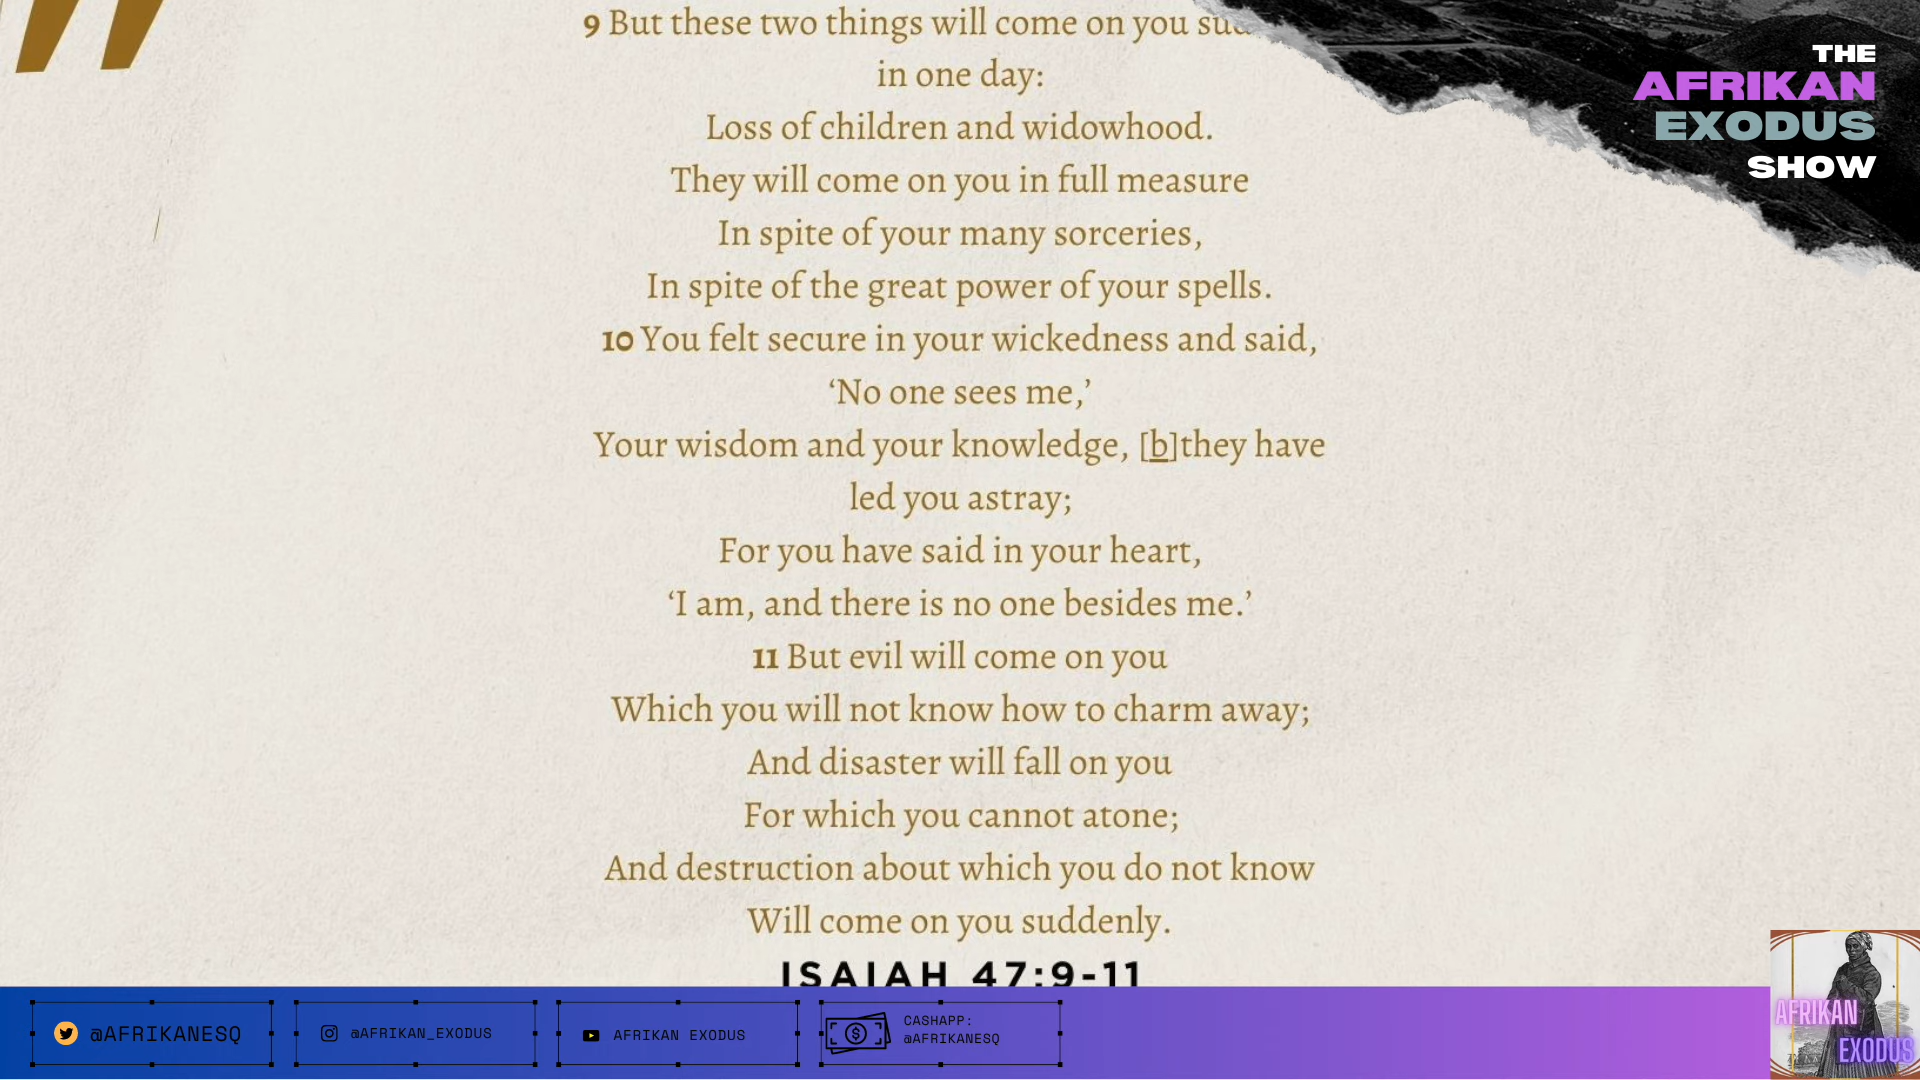 9 But these two things will come on you
in one day:
Loss of children and widowhood.
They will come on you in full measure
In spite of your many sorceries,
In spite of the great power of your spells.
10 You felt secure in your wickedness and said,
‘No one sees me,’
Your wisdom and your knowledge, [b]they have
led you astray;
For you have said in your heart,
‘I am, and there is no one besides me.’
11 But evil will come on you
Which you will not know how to charm away;
And disaster will fall on you
For which you cannot atone;
And destruction about which you do not know
Will come on you suddenly.
ISAIAH 47:9-11
THE
AFRIKAN
EXODUS
SHOW
@AFRIKANESQ
@AFRIKAN_EXODUS
AFRIKAN EXODUS
CASHAPP:
@AFRIKANESQ
AFRIKAN
EXODUS